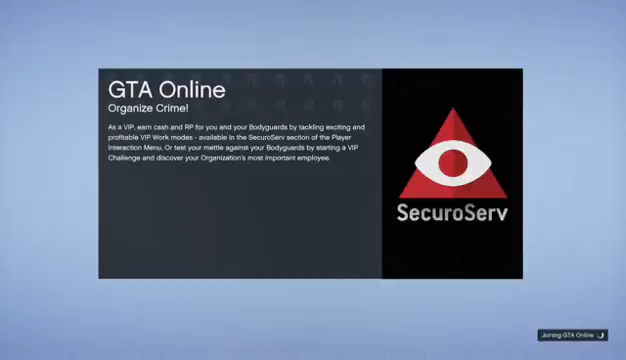 GTA Online
Organize Crime!
As a VIP, earn cash and RP for you and your Bodyguards by tackling exciting and
profitable VIP Work modes - available in the SecuroServ section of the Player
Interaction Menu. Or test your mettle against your Bodyguards by starting a VIP
Challenge and discover your Organization's most important employee.
SecuroServ
Joining GTA Online